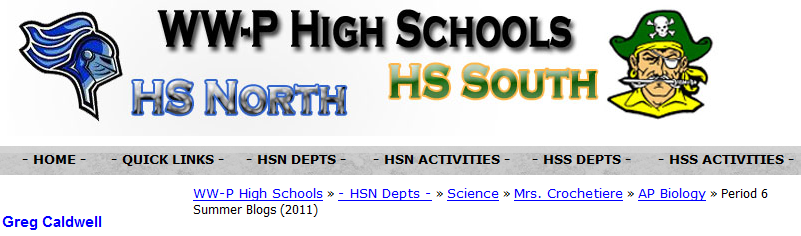 WW-P HIGH SCHOOLS
HS NORTH
HS SOUTH
- HOME - - QUICK LINKS - - HSN DEPTS - - HSN ACTIVITIES - - HSS DEPTS - - HSS ACTIVITIES -
WW-P High Schools » - HSN Depts - » Science » Mrs. Crochetiere » AP Biology » Period 6
Summer Blogs (2011)
Greg Caldwell